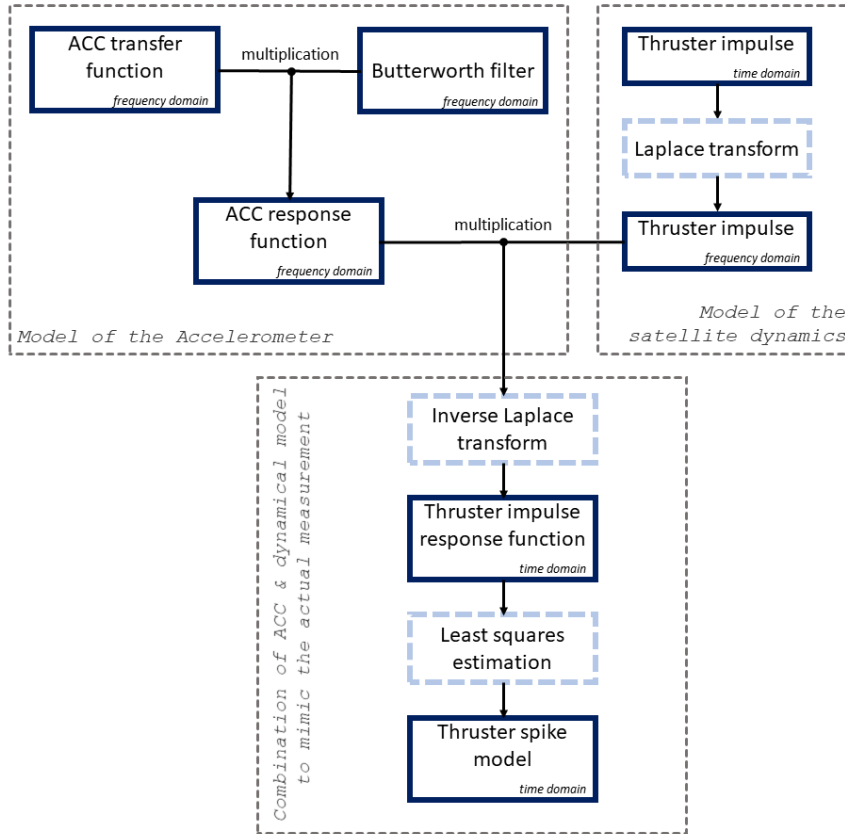 ACC transfer
function
frequency domain
multiplication
Butterworth filter
frequency domain
ACC response
function
frequency domain
Model of the Accelerometer
multiplication
Thruster impulse
time domain
Laplace transform
Thruster impulse
frequency domain
Model of the
satellite dynamics
Combination of ACC & dynamical model
to mimic the actual measurement
Inverse Laplace
transform
Thruster impulse
response function
time domain
Least squares
estimation
Thruster spike
model
time domain